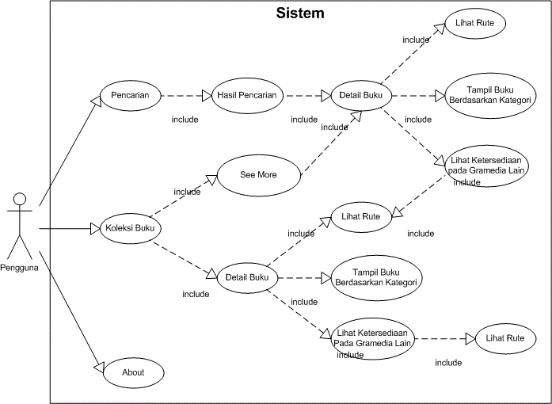 Sistem
Lihat Rute
include
Pencarian
Hasil Pencarian
Detail Buku
Tampil Buku
Berdasarkan Kategori
include
include
include
include
Lihat Ketersediaan
pada Gramedia Lain
include
See More
include
Pengguna
Koleksi Buku
Lihat Rute
include
include
Detail Buku
Tampil Buku
Berdasarkan Kategori
include
include
Lihat Ketersediaan
Pada Gramedia Lain
include
Lihat Rute
include
About